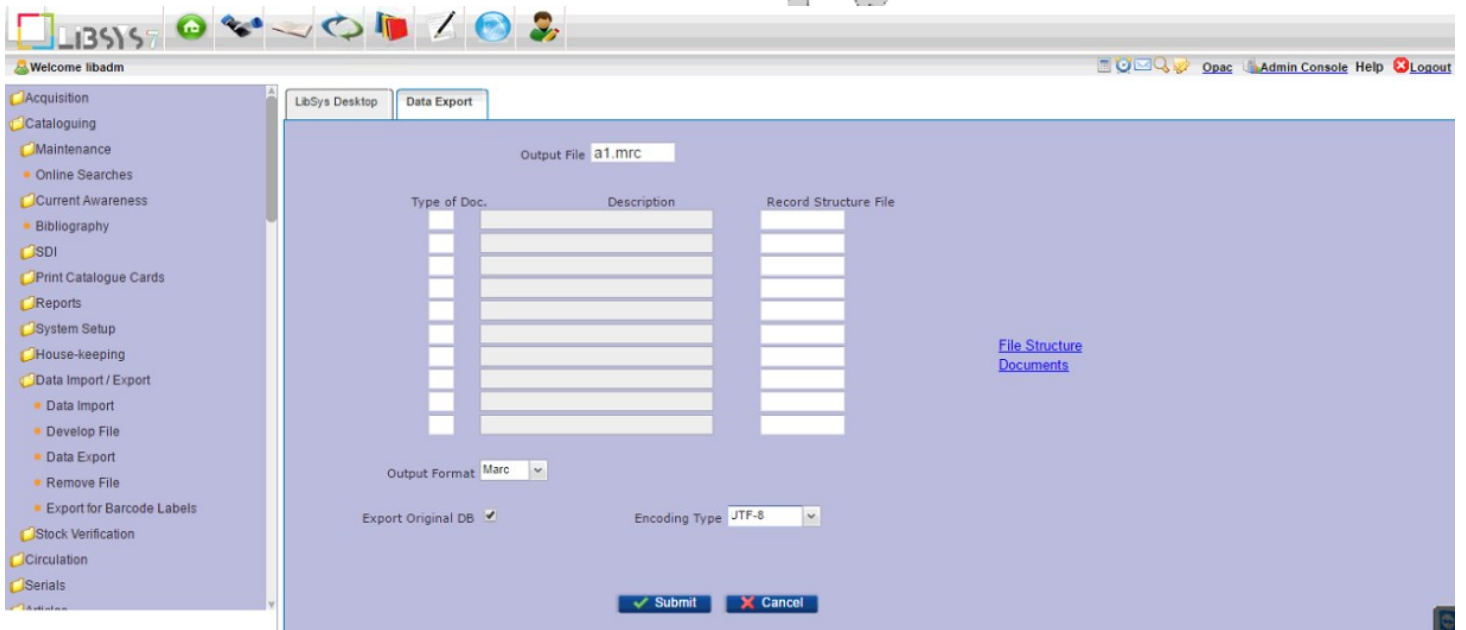 LiBSYS7
Welcome libadm
Opac Admin Console Help Logout
Acquisition
Cataloguing
Maintenance
Online Searches
Current Awareness
Bibliography
SDI
Print Catalogue Cards
Reports
System Setup
House-keeping
Data Import / Export
Data Import
Develop File
Data Export
Remove File
Export for Barcode Labels
Stock Verification
Circulation
Serials
LibSys Desktop Data Export
Output File a1.mrc
Type of Doc. Description Record Structure File
File Structure
Documents
Output Format Marc
Export Original DB Encoding Type JTF-8
Submit Cancel